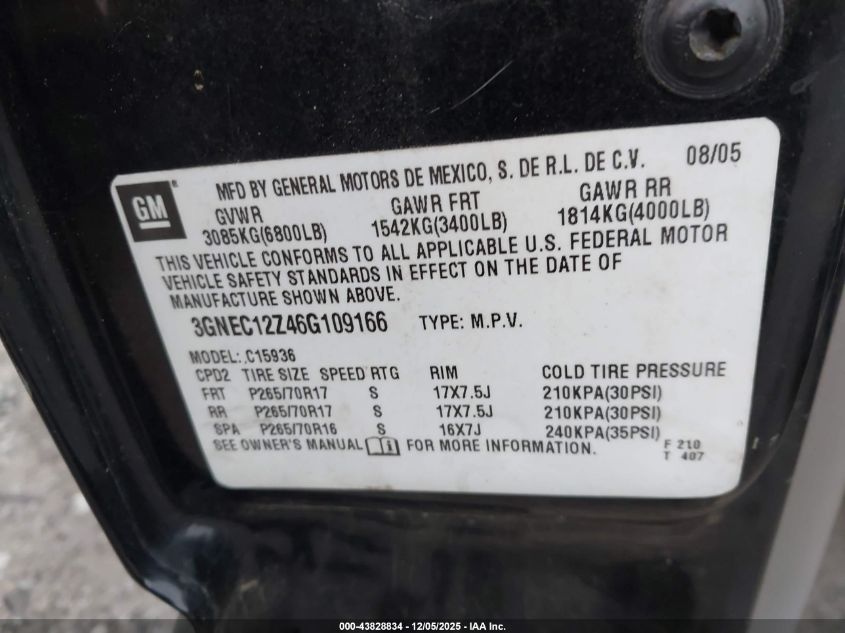 GM ®
MFD BY GENERAL MOTORS DE MEXICO, S. DE R.L. DE C.V. 08/05
GVWR GAWR FRT GAWR RR
3085KG(6800LB) 1542KG(3400LB) 1814KG(4000LB)
THIS VEHICLE CONFORMS TO ALL APPLICABLE U.S. FEDERAL MOTOR
VEHICLE SAFETY STANDARDS IN EFFECT ON THE DATE OF
MANUFACTURE SHOWN ABOVE.
3GNEC12Z46G109166 TYPE: M.P.V.
MODEL: C15936
CPD2 TIRE SIZE SPEED RTG RIM COLD TIRE PRESSURE
FRT P265/70R17 S 17X7.5J 210KPA(30PSI)
RR P265/70R17 S 17X7.5J 210KPA(30PSI)
SPA P265/70R16 S 16X7J 240KPA(35PSI)
SEE OWNER'S MANUAL FOR MORE INFORMATION.
F 210
T 407
000-43828834 - 12/05/2025 - IAA Inc.